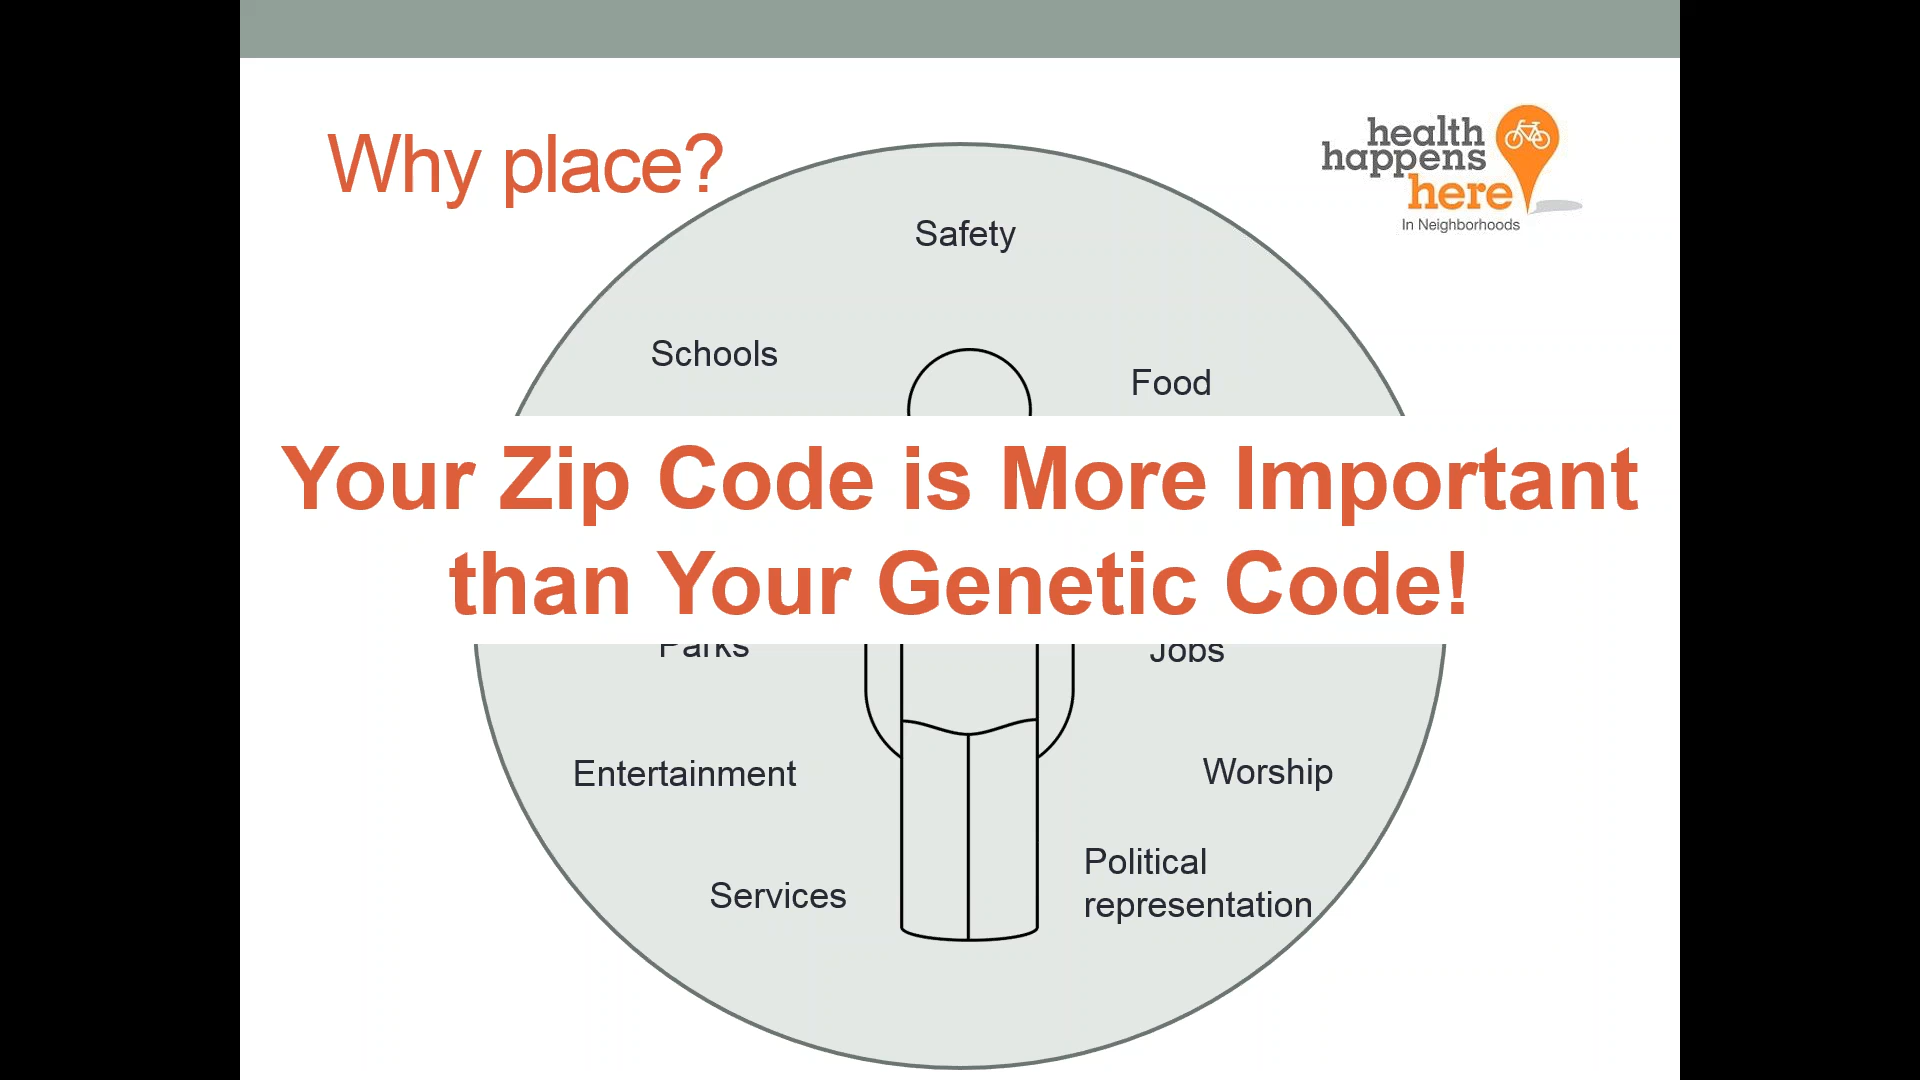 Why place?
health
happens
here
In Neighborhoods
Safety
Schools
Food
Your Zip Code is More Important
than Your Genetic Code!
Parks
Jobs
Entertainment
Worship
Services
Political
representation